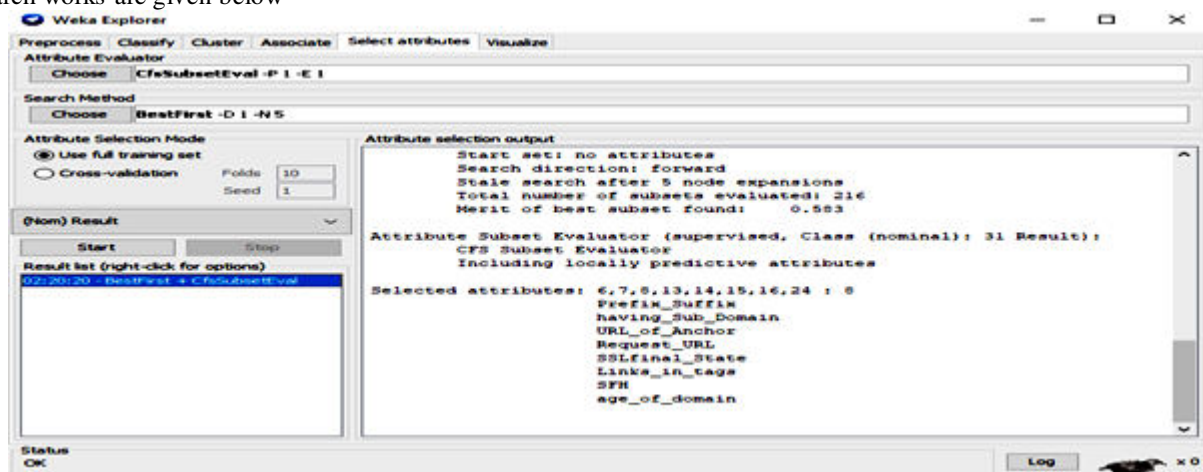 rch works are given below
Weka Explorer
Preprocess Classify Cluster Associate Select attributes Visualize
Attribute Evaluator
Choose CfsSubsetEval -P 1 -E 1
Search Method
Choose BestFirst -D 1 -N 5
Attribute Selection Mode
Use full training set
Cross-validation Folds 10
Seed 1
(Nom) Result
Start Stop
Result list (right-click for options)
02:20:20 - BestFirst + CfsSubsetEval
Attribute selection output
Start set: no attributes
Search direction: forward
Stale search after 5 node expansions
Total number of subsets evaluated: 216
Merit of best subset found: 0.583
Attribute Subset Evaluator (supervised, Class (nominal): 31 Result):
CFS Subset Evaluator
Including locally predictive attributes
Selected attributes: 6,7,8,13,14,15,16,24 : 8
Prefix_Suffix
having_Sub_Domain
URL_of_Anchor
Request_URL
SSLfinal_State
Links_in_tags
SFH
age_of_domain
Status
OK
Log x 0